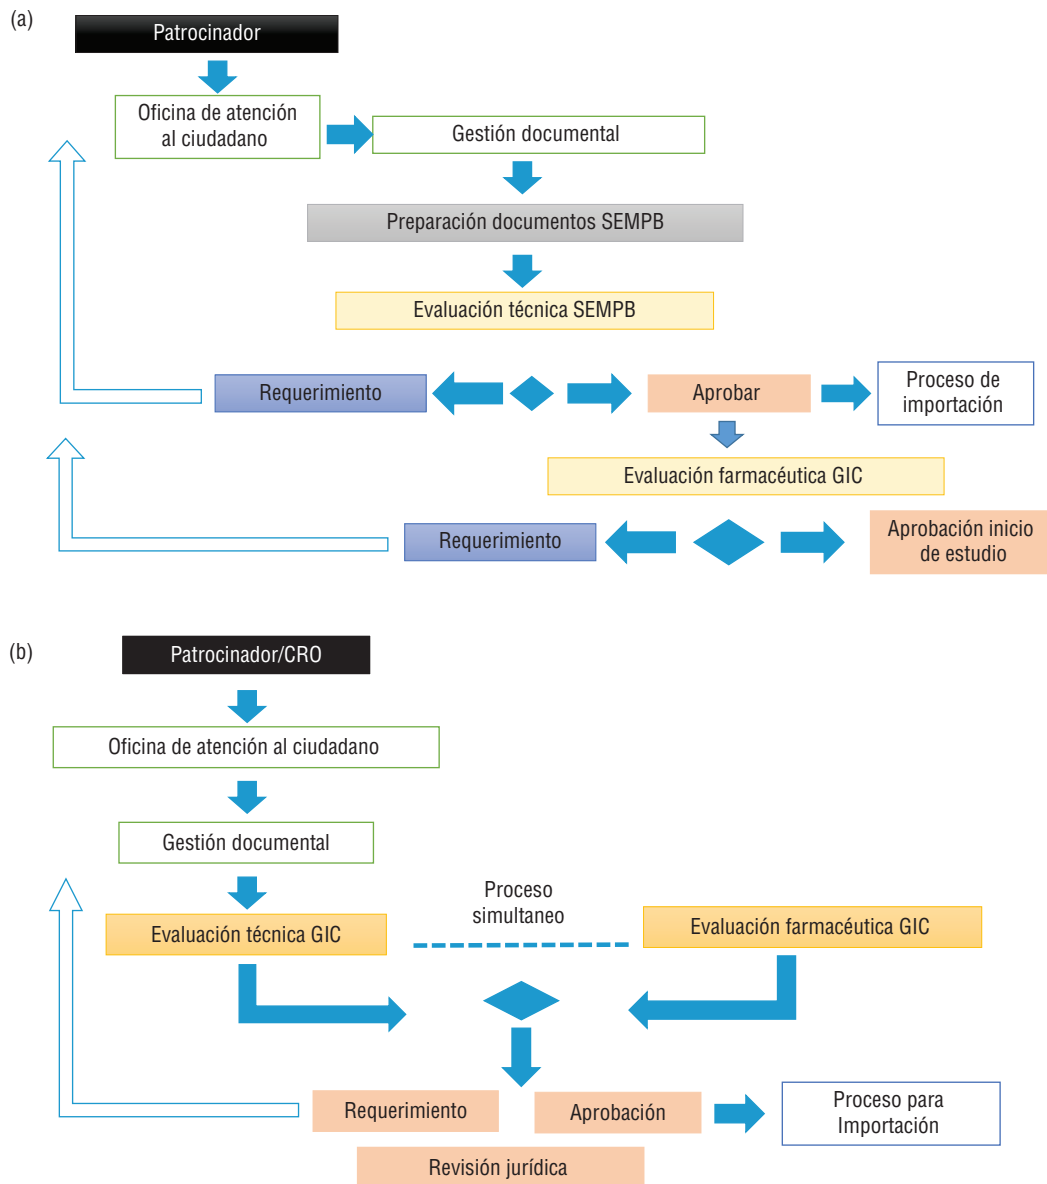 (a)
Patrocinador
Oficina de atención
al ciudadano
Gestión documental
Preparación documentos SEMPB
Evaluación técnica SEMPB
Requerimiento
Aprobar
Proceso de
importación
Evaluación farmacéutica GIC
Requerimiento
Aprobación inicio
de estudio
(b)
Patrocinador/CRO
Oficina de atención al ciudadano
Gestión documental
Evaluación técnica GIC
Proceso
simultaneo
Evaluación farmacéutica GIC
Requerimiento
Aprobación
Proceso para
Importación
Revisión jurídica